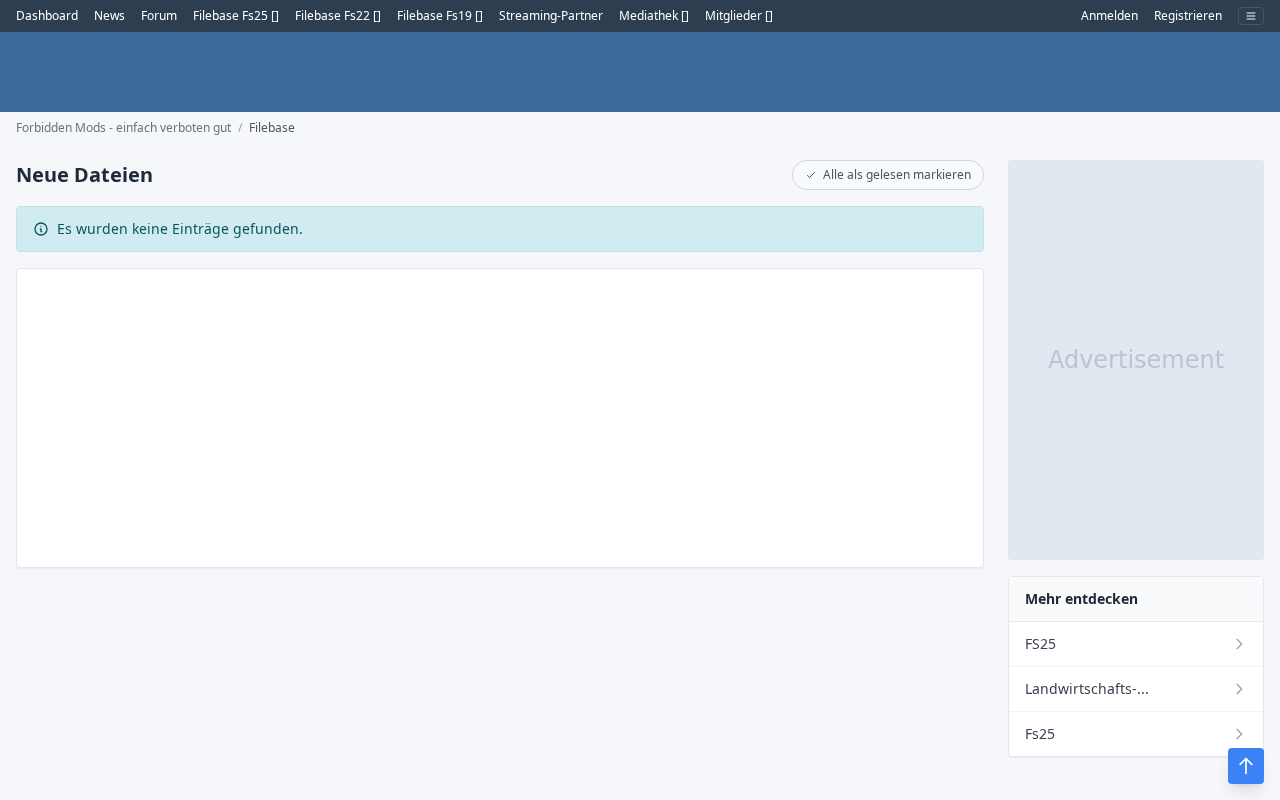 Dashboard News Forum Filebase Fs25 [] Filebase Fs22 [] Filebase Fs19 [] Streaming-Partner Mediathek [] Mitglieder [] Anmelden Registrieren
Forbidden Mods - einfach verboten gut / Filebase
Neue Dateien
Alle als gelesen markieren
Es wurden keine Einträge gefunden.
Advertisement
Mehr entdecken
FS25
Landwirtschafts-...
Fs25